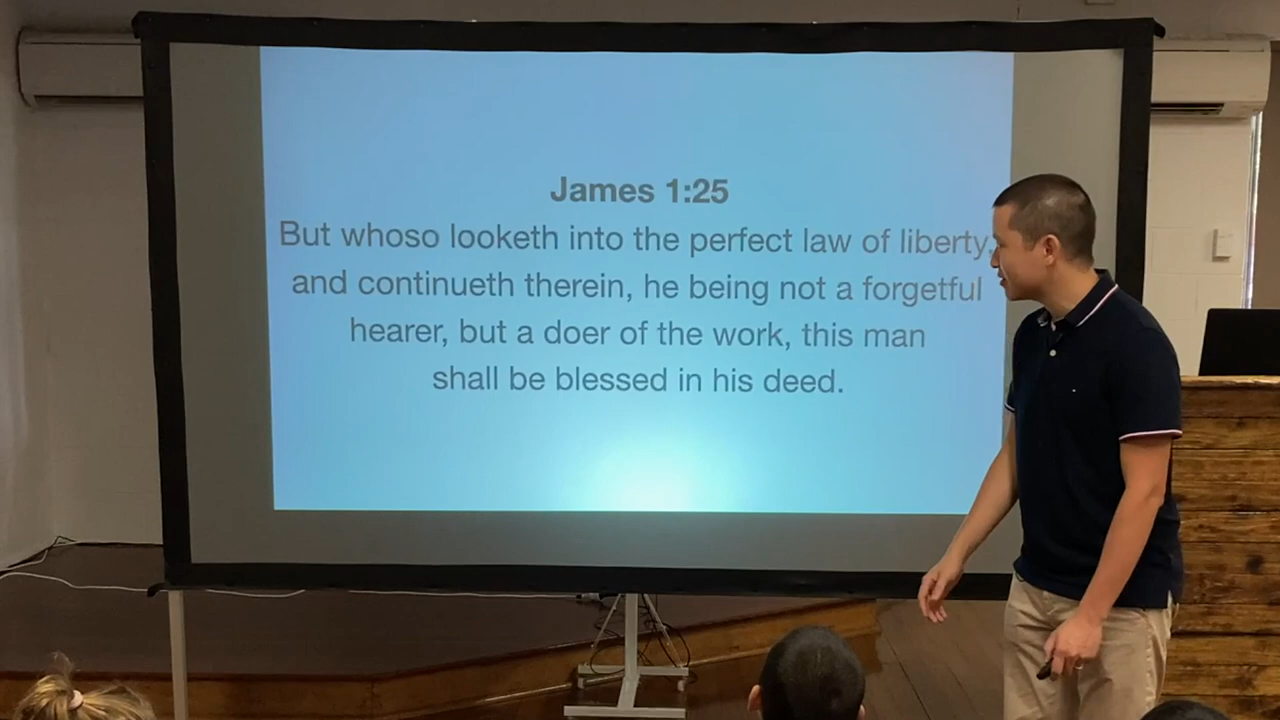 James 1:25
But whoso looketh into the perfect law of liberty,
and continueth therein, he being not a forgetful
hearer, but a doer of the work, this man
shall be blessed in his deed.